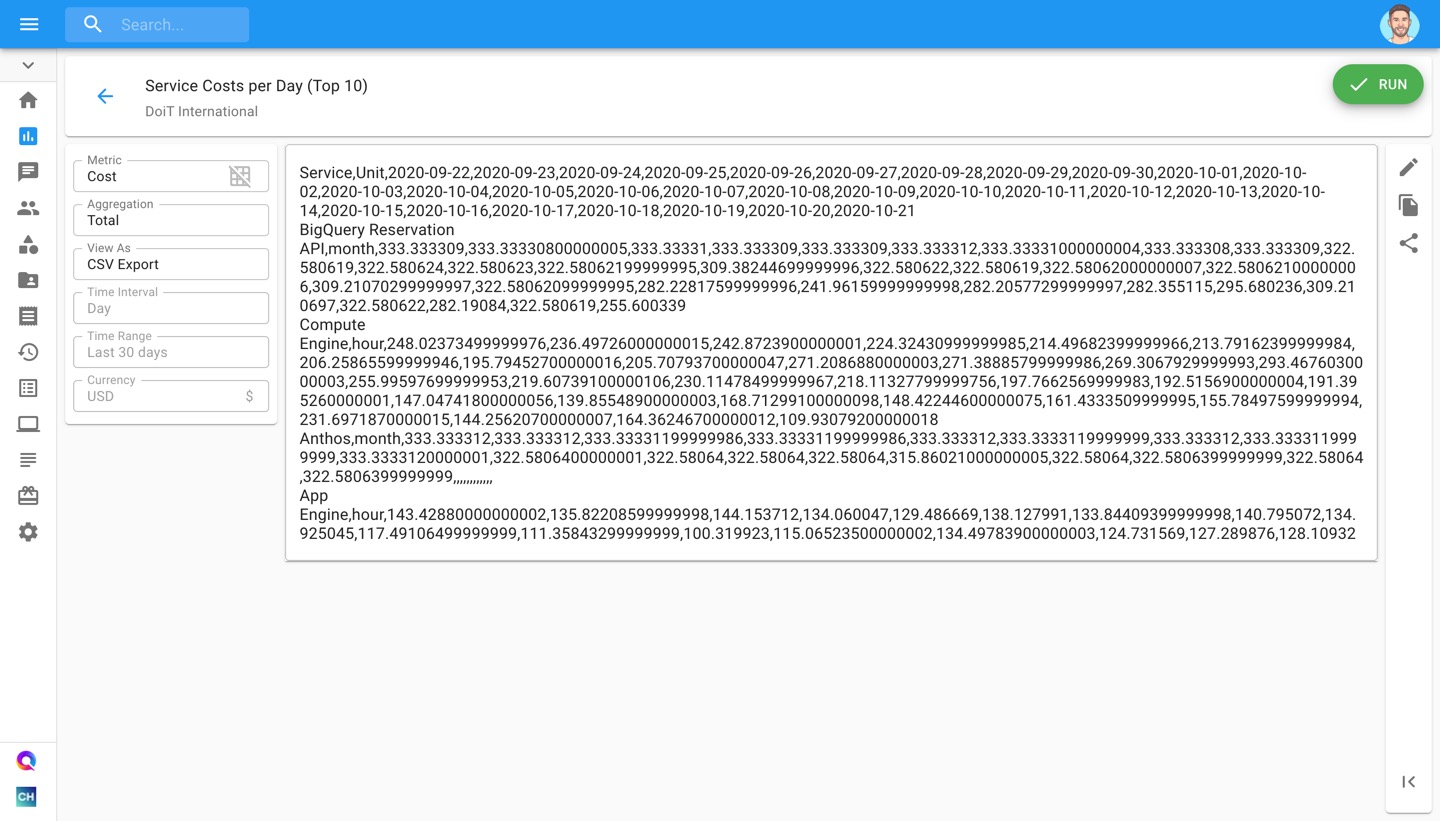 Search...
Service Costs per Day (Top 10)
DoiT International
RUN
Metric
Cost
Aggregation
Total
View As
CSV Export
Time Interval
Day
Time Range
Last 30 days
Currency
USD $
Service,Unit,2020-09-22,2020-09-23,2020-09-24,2020-09-25,2020-09-26,2020-09-27,2020-09-28,2020-09-29,2020-09-30,2020-10-01,2020-10-
02,2020-10-03,2020-10-04,2020-10-05,2020-10-06,2020-10-07,2020-10-08,2020-10-09,2020-10-10,2020-10-11,2020-10-12,2020-10-13,2020-10-
14,2020-10-15,2020-10-16,2020-10-17,2020-10-18,2020-10-19,2020-10-20,2020-10-21
BigQuery Reservation
API,month,333.333309,333.33330800000005,333.33331,333.333309,333.333309,333.333312,333.33331000000004,333.333308,333.333309,322.
580619,322.580624,322.580623,322.58062199999995,309.38244699999996,322.580622,322.580619,322.58062000000007,322.5806210000000
6,309.21070299999997,322.58062099999995,282.22817599999996,241.96159999999998,282.20577299999997,282.355115,295.680236,309.21
0697,322.580622,282.19084,322.580619,255.600339
Compute
Engine,hour,248.02373499999976,236.49726000000015,242.8723900000001,224.32430999999985,214.49682399999966,213.79162399999984,
206.25865599999946,195.79452700000016,205.70793700000047,271.2086880000003,271.38885799999986,269.3067929999993,293.46760300
00003,255.99597699999953,219.60739100000106,230.11478499999967,218.11327799999756,197.7662569999983,192.5156900000004,191.395
260000001,147.04741800000056,139.85548900000003,168.71299100000098,148.42244600000075,161.4333509999995,155.78497599999994,
231.6971870000015,144.25620700000007,164.36246700000012,109.93079200000018
Anthos,month,333.333312,333.333312,333.33331199999986,333.33331199999986,333.333312,333.3333119999999,333.333312,333.333311999
9999,333.3333120000001,322.5806400000001,322.58064,322.58064,322.58064,315.86021000000005,322.58064,322.5806399999999,322.58064
,322.5806399999999,,,,,,,,,,,,
App
Engine,hour,143.42880000000002,135.82208599999998,144.153712,134.060047,129.486669,138.127991,133.84409399999998,140.795072,134.
925045,117.49106499999999,111.35843299999999,100.319923,115.06523500000002,134.49783900000003,124.731569,127.289876,128.10932
CH